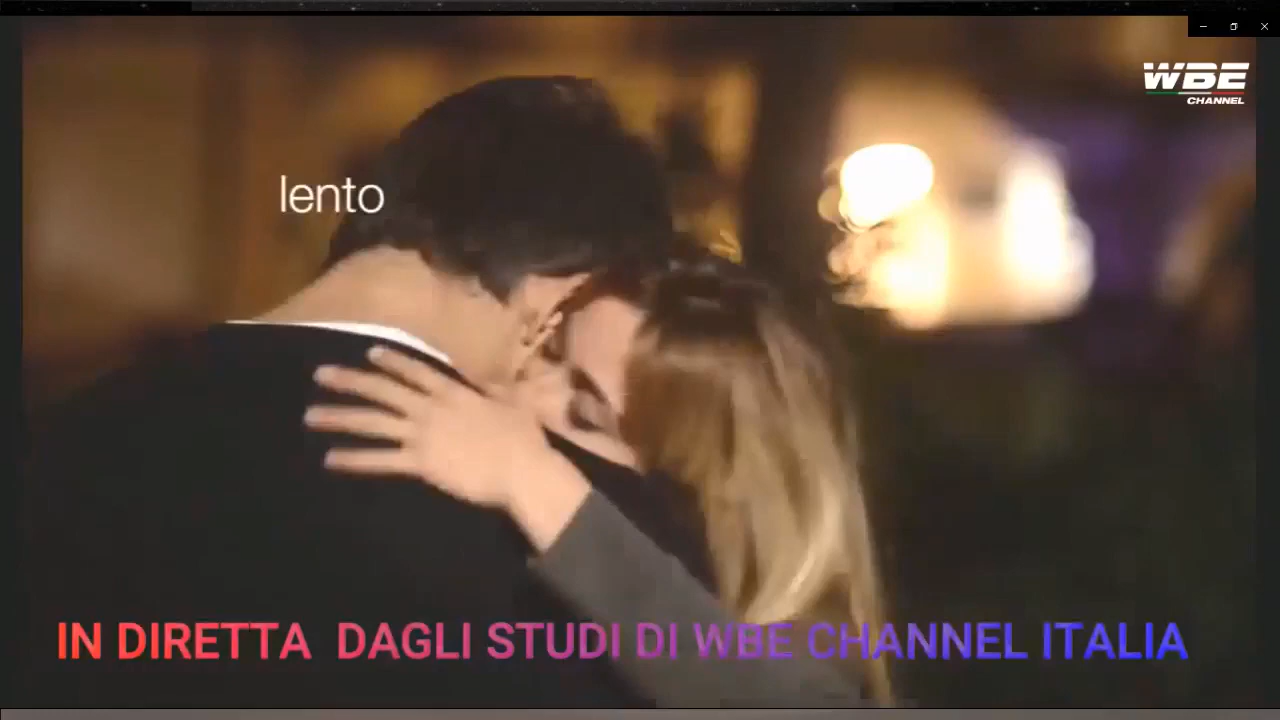 WBE
CHANNEL
lento
IN DIRETTA DAGLI STUDI DI WBE CHANNEL ITALIA